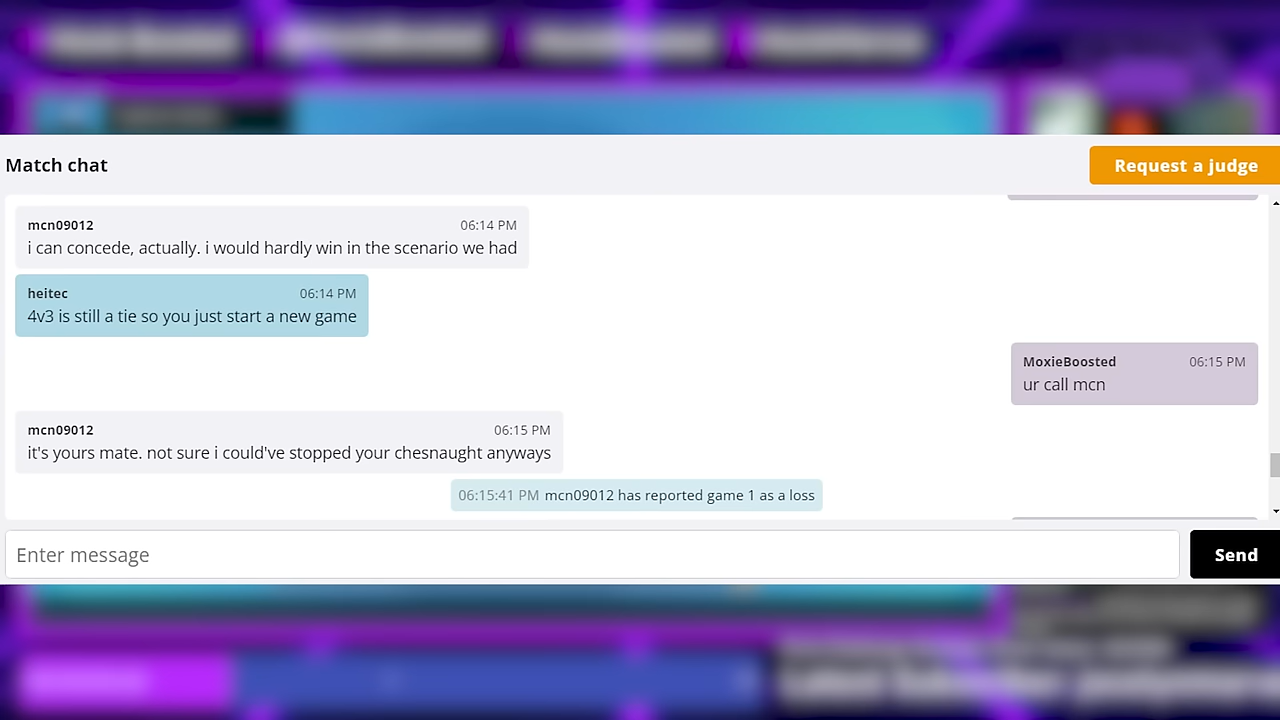 Match chat
Request a judge
mcn09012 06:14 PM
i can concede, actually. i would hardly win in the scenario we had
heitec 06:14 PM
4v3 is still a tie so you just start a new game
MoxieBoosted 06:15 PM
ur call mcn
mcn09012 06:15 PM
it's yours mate. not sure i could've stopped your chesnaught anyways
06:15:41 PM mcn09012 has reported game 1 as a loss
Enter message
Send